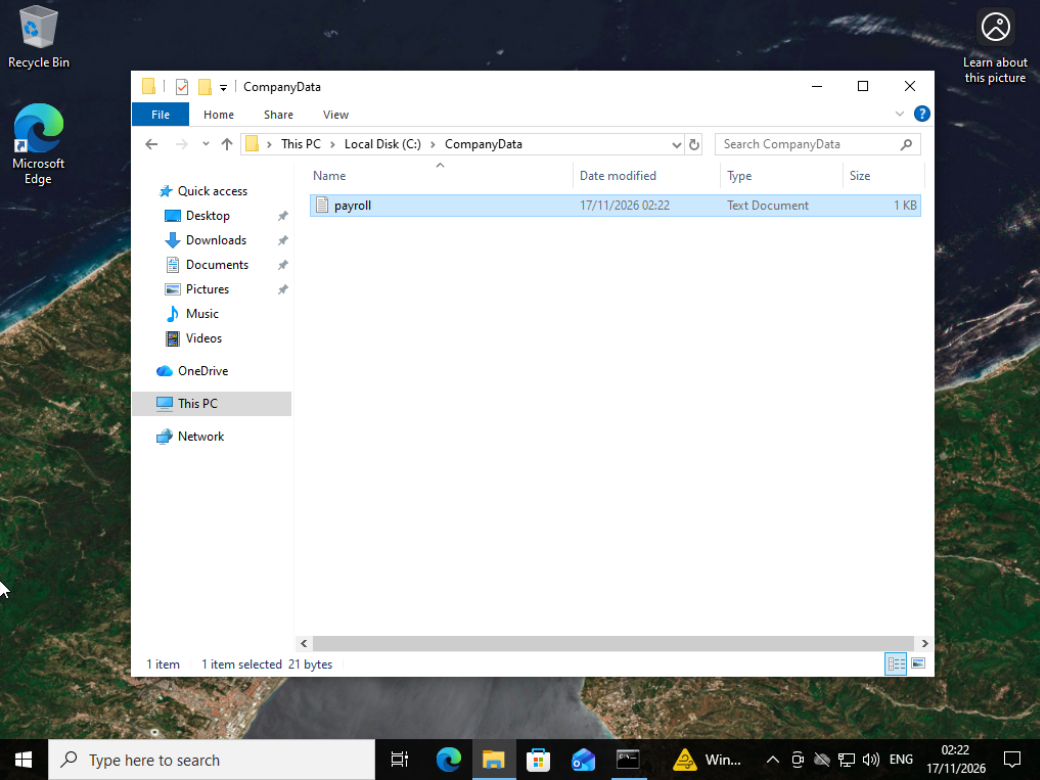 Recycle Bin
Microsoft
Edge
Learn about
this picture
CompanyData
File
Home
Share
View
This PC
Local Disk (C:)
CompanyData
Search CompanyData
Name
Date modified
Type
Size
payroll
17/11/2026 02:22
Text Document
1 KB
Quick access
Desktop
Downloads
Documents
Pictures
Music
Videos
OneDrive
This PC
Network
1 item
1 item selected
21 bytes
Type here to search
Win...
ENG
02:22
17/11/2026